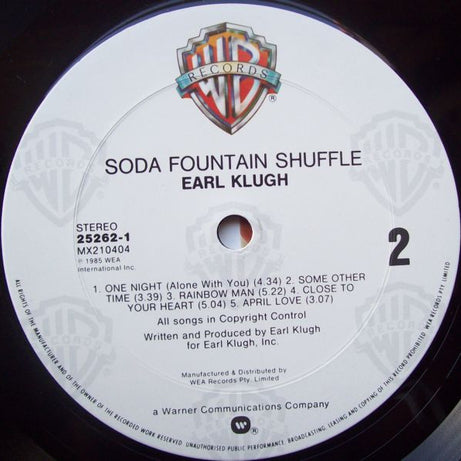 WB
RECORDS
®
SODA FOUNTAIN SHUFFLE
EARL KLUGH
STEREO
25262-1
MX210404
℗ 1985 WEA
International Inc.
2
1. ONE NIGHT (Alone With You) (4.34) 2. SOME OTHER
TIME (3.39) 3. RAINBOW MAN (5.22) 4. CLOSE TO
YOUR HEART (5.04) 5. APRIL LOVE (3.07)
All songs in Copyright Control
Written and Produced by Earl Klugh
for Earl Klugh, Inc.
Manufactured & Distributed by
WEA Records Pty. Limited
a Warner Communications Company
®
ALL RIGHTS OF THE MANUFACTURER AND OF THE OWNER OF THE RECORDED WORK RESERVED. UNAUTHORISED PUBLIC PERFORMANCE, BROADCASTING, LEASING AND COPYING OF THIS RECORD PROHIBITED. WEA RECORDS PTY. LIMITED